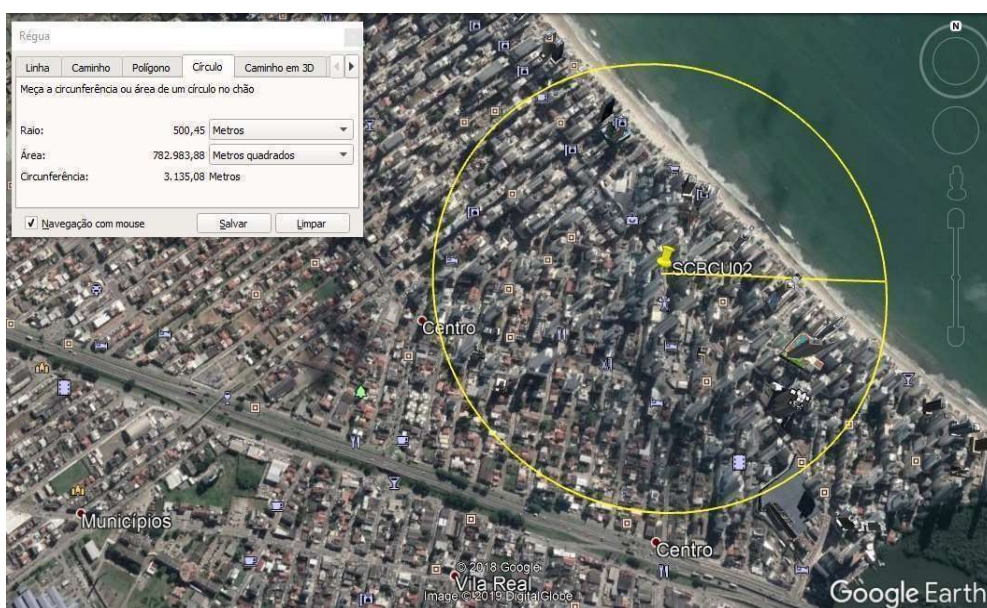 Régua
Linha Caminho Polígono Círculo Caminho em 3D
Meça a circunferência ou área de um círculo no chão
Raio: 500,45 Metros
Área: 782.983,88 Metros quadrados
Circunferência: 3.135,08 Metros
Navegação com mouse Salvar Limpar
N
SCBCU02
Centro
Municípios
Centro
© 2018 Google
Vila Real
Image © 2019 DigitalGlobe
Google Earth